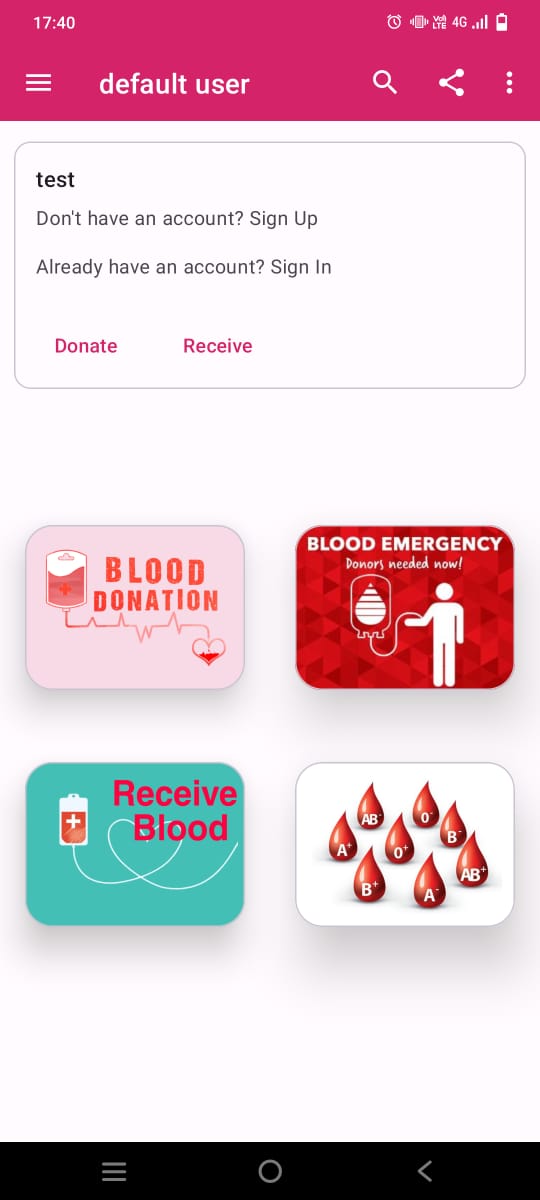 17:40
Vo)
LTE
4G
default user
test
Don't have an account? Sign Up
Already have an account? Sign In
Donate
Receive
BLOOD
DONATION
BLOOD EMERGENCY
Donors needed now!
Receive
Blood
AB-
O-
A+
O+
B-
B+
A-
AB+